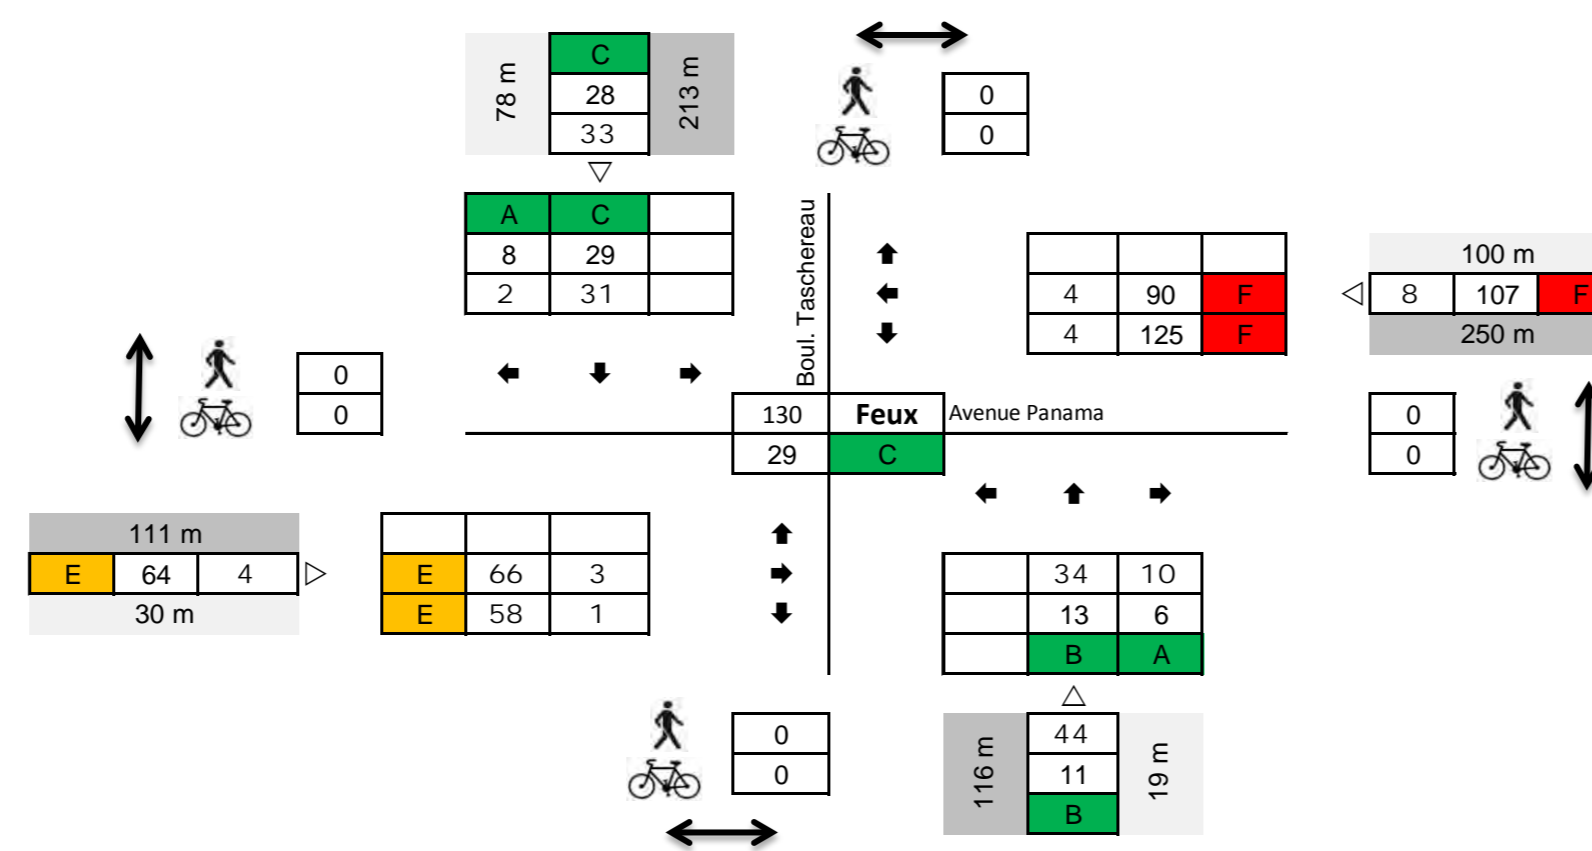 78 m
C
28
33
213 m
0
0
A C
8 29
2 31
Boul. Taschereau
4 90 F
4 125 F
100 m
8 107 F
250 m
0
0
130 Feux
29 C
Avenue Panama
0
0
111 m
E 64 4
30 m
E 66 3
E 58 1
34 10
13 6
B A
0
0
116 m
44
11
B
19 m